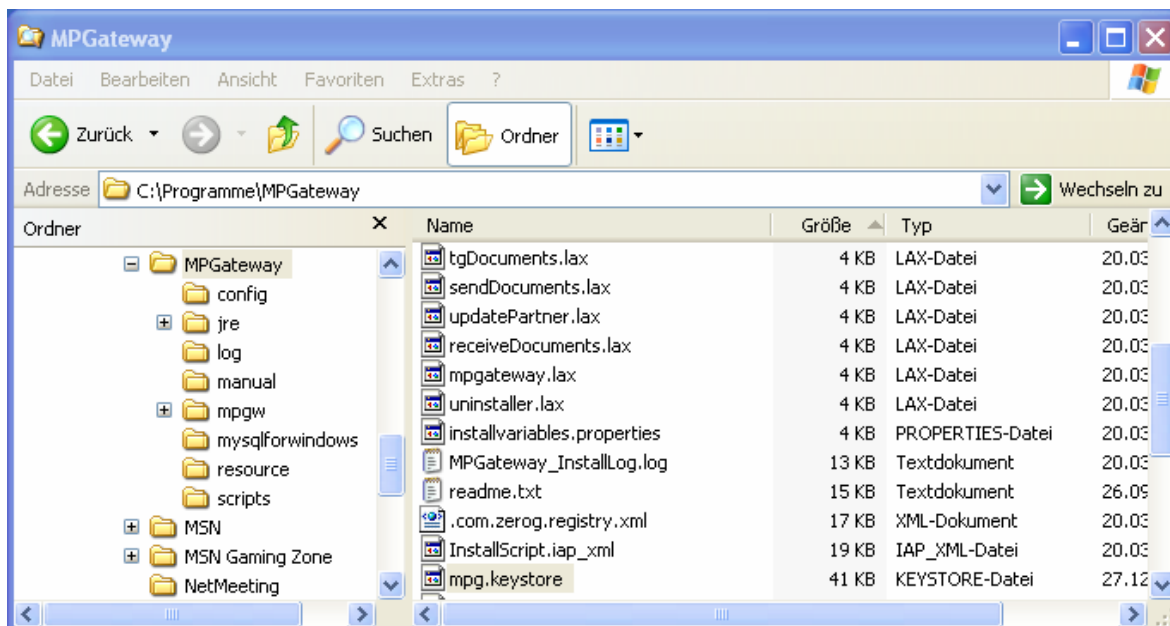 MPGateway
Datei Bearbeiten Ansicht Favoriten Extras ?
Zurück Suchen Ordner
Adresse C:\Programme\MPGateway Wechseln zu
Ordner
MPGateway
config
jre
log
manual
mpgw
mysqlforwindows
resource
scripts
MSN
MSN Gaming Zone
NetMeeting
Name Größe Typ Geär
tgDocuments.lax 4 KB LAX-Datei 20.03
sendDocuments.lax 4 KB LAX-Datei 20.03
updatePartner.lax 4 KB LAX-Datei 20.03
receiveDocuments.lax 4 KB LAX-Datei 20.03
mpgateway.lax 4 KB LAX-Datei 20.03
uninstaller.lax 4 KB LAX-Datei 20.03
installvariables.properties 4 KB PROPERTIES-Datei 20.03
MPGateway_InstallLog.log 13 KB Textdokument 20.03
readme.txt 15 KB Textdokument 26.09
.com.zerog.registry.xml 17 KB XML-Dokument 20.03
InstallScript.iap_xml 19 KB IAP_XML-Datei 20.03
mpg.keystore 41 KB KEYSTORE-Datei 27.12